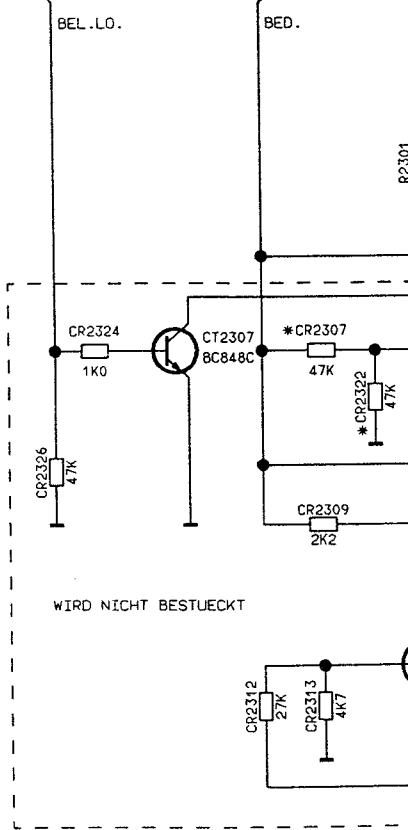 BEL.LO.
BED.
R2301
CR2324
1K0
CT2307
BC848C
*CR2307
47K
*CR2322
47K
CR2326
47K
CR2309
2K2
WIRD NICHT BESTUECKT
CR2312
27K
CR2313
4K7